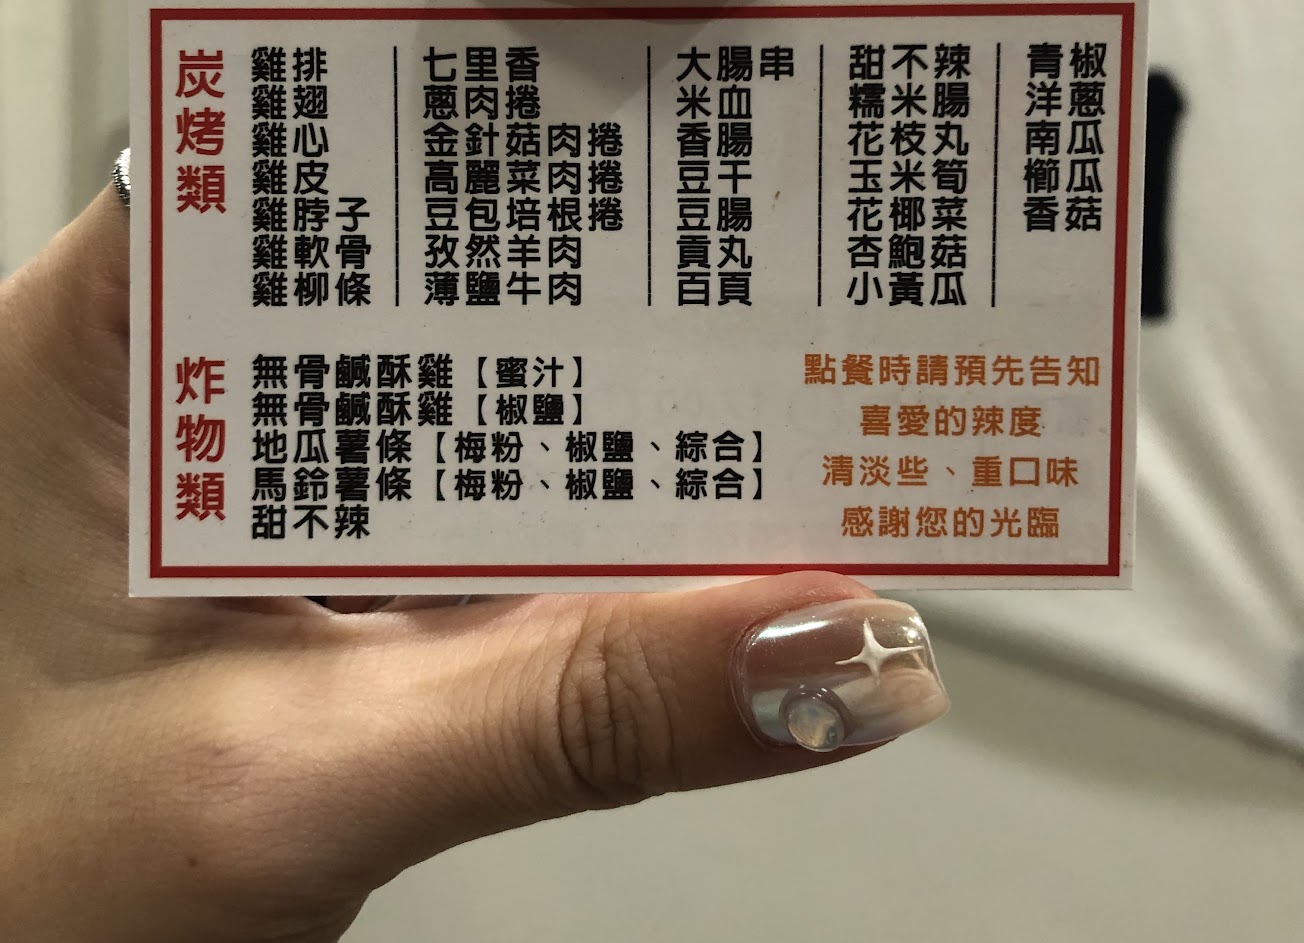 炭烤類
雞排
雞翅
雞心
雞皮
雞脖子
雞軟骨
雞柳條
七里香
蔥肉捲
金針菇肉捲
高麗菜肉捲
豆包培根捲
孜然羊肉
薄鹽牛肉
大腸串
米血
香腸
豆干
豆腸
貢丸
百頁
甜不辣
糯米腸
花枝丸
玉米筍
花椰菜
杏鮑菇
小黃瓜
青椒
洋蔥
南瓜
櫛瓜
香菇
炸物類
無骨鹹酥雞【蜜汁】
無骨鹹酥雞【椒鹽】
地瓜薯條【梅粉、椒鹽、綜合】
馬鈴薯條【梅粉、椒鹽、綜合】
甜不辣
點餐時請預先告知
喜愛的辣度
清淡些、重口味
感謝您的光臨